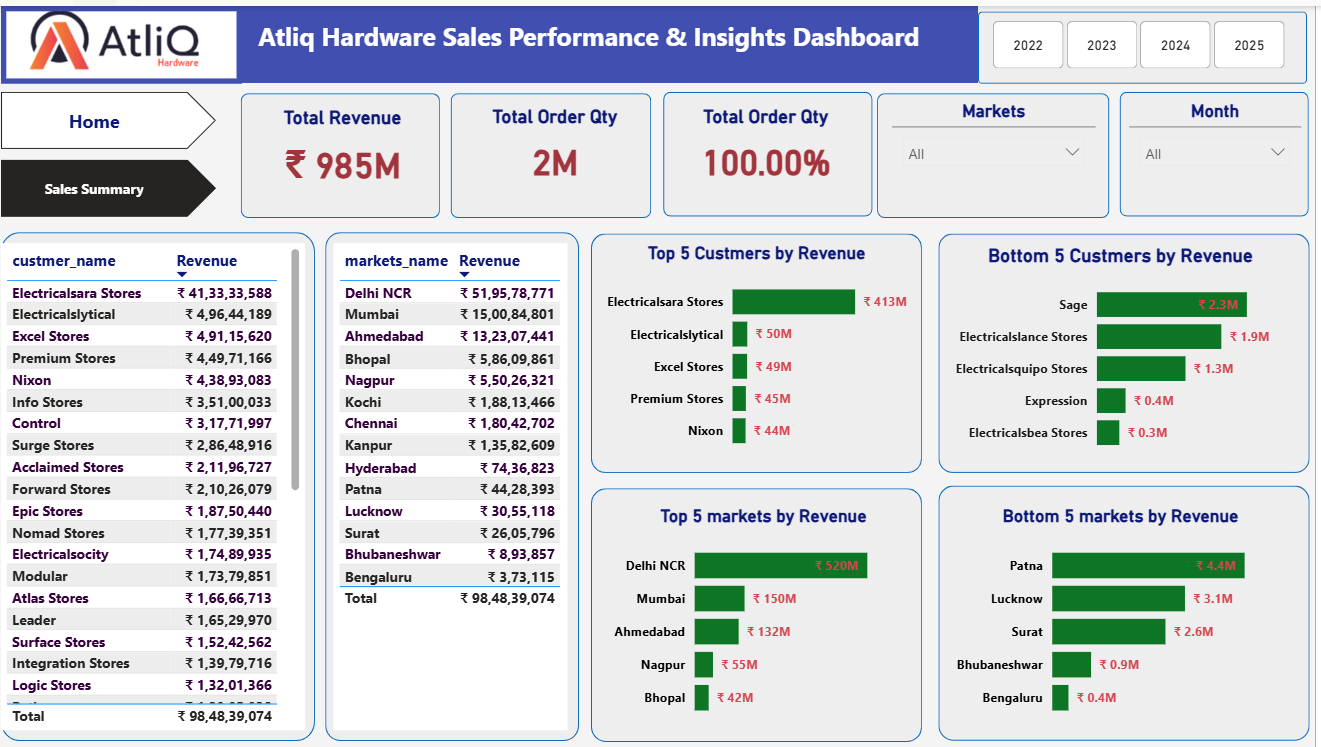 AtliQ
Hardware
Atliq Hardware Sales Performance & Insights Dashboard
2022 2023 2024 2025
Home
Sales Summary
Total Revenue
₹ 985M
Total Order Qty
2M
Total Order Qty
100.00%
Markets
All
Month
All
custmer_name Revenue
Electricalsara Stores ₹ 41,33,33,588
Electricalslytical ₹ 4,96,44,189
Excel Stores ₹ 4,91,15,620
Premium Stores ₹ 4,49,71,166
Nixon ₹ 4,38,93,083
Info Stores ₹ 3,51,00,033
Control ₹ 3,17,71,997
Surge Stores ₹ 2,86,48,916
Acclaimed Stores ₹ 2,11,96,727
Forward Stores ₹ 2,10,26,079
Epic Stores ₹ 1,87,50,440
Nomad Stores ₹ 1,77,39,351
Electricalsocity ₹ 1,74,89,935
Modular ₹ 1,73,79,851
Atlas Stores ₹ 1,66,66,713
Leader ₹ 1,65,29,970
Surface Stores ₹ 1,52,42,562
Integration Stores ₹ 1,39,79,716
Logic Stores ₹ 1,32,01,366
Total ₹ 98,48,39,074
markets_name Revenue
Delhi NCR ₹ 51,95,78,771
Mumbai ₹ 15,00,84,801
Ahmedabad ₹ 13,23,07,441
Bhopal ₹ 5,86,09,861
Nagpur ₹ 5,50,26,321
Kochi ₹ 1,88,13,466
Chennai ₹ 1,80,42,702
Kanpur ₹ 1,35,82,609
Hyderabad ₹ 74,36,823
Patna ₹ 44,28,393
Lucknow ₹ 30,55,118
Surat ₹ 26,05,796
Bhubaneshwar ₹ 8,93,857
Bengaluru ₹ 3,73,115
Total ₹ 98,48,39,074
Top 5 Custmers by Revenue
Electricalsara Stores ₹ 413M
Electricalslytical ₹ 50M
Excel Stores ₹ 49M
Premium Stores ₹ 45M
Nixon ₹ 44M
Bottom 5 Custmers by Revenue
Sage ₹ 2.3M
Electricalslance Stores ₹ 1.9M
Electricalsquipo Stores ₹ 1.3M
Expression ₹ 0.4M
Electricalsbea Stores ₹ 0.3M
Top 5 markets by Revenue
Delhi NCR ₹ 520M
Mumbai ₹ 150M
Ahmedabad ₹ 132M
Nagpur ₹ 55M
Bhopal ₹ 42M
Bottom 5 markets by Revenue
Patna ₹ 4.4M
Lucknow ₹ 3.1M
Surat ₹ 2.6M
Bhubaneshwar ₹ 0.9M
Bengaluru ₹ 0.4M